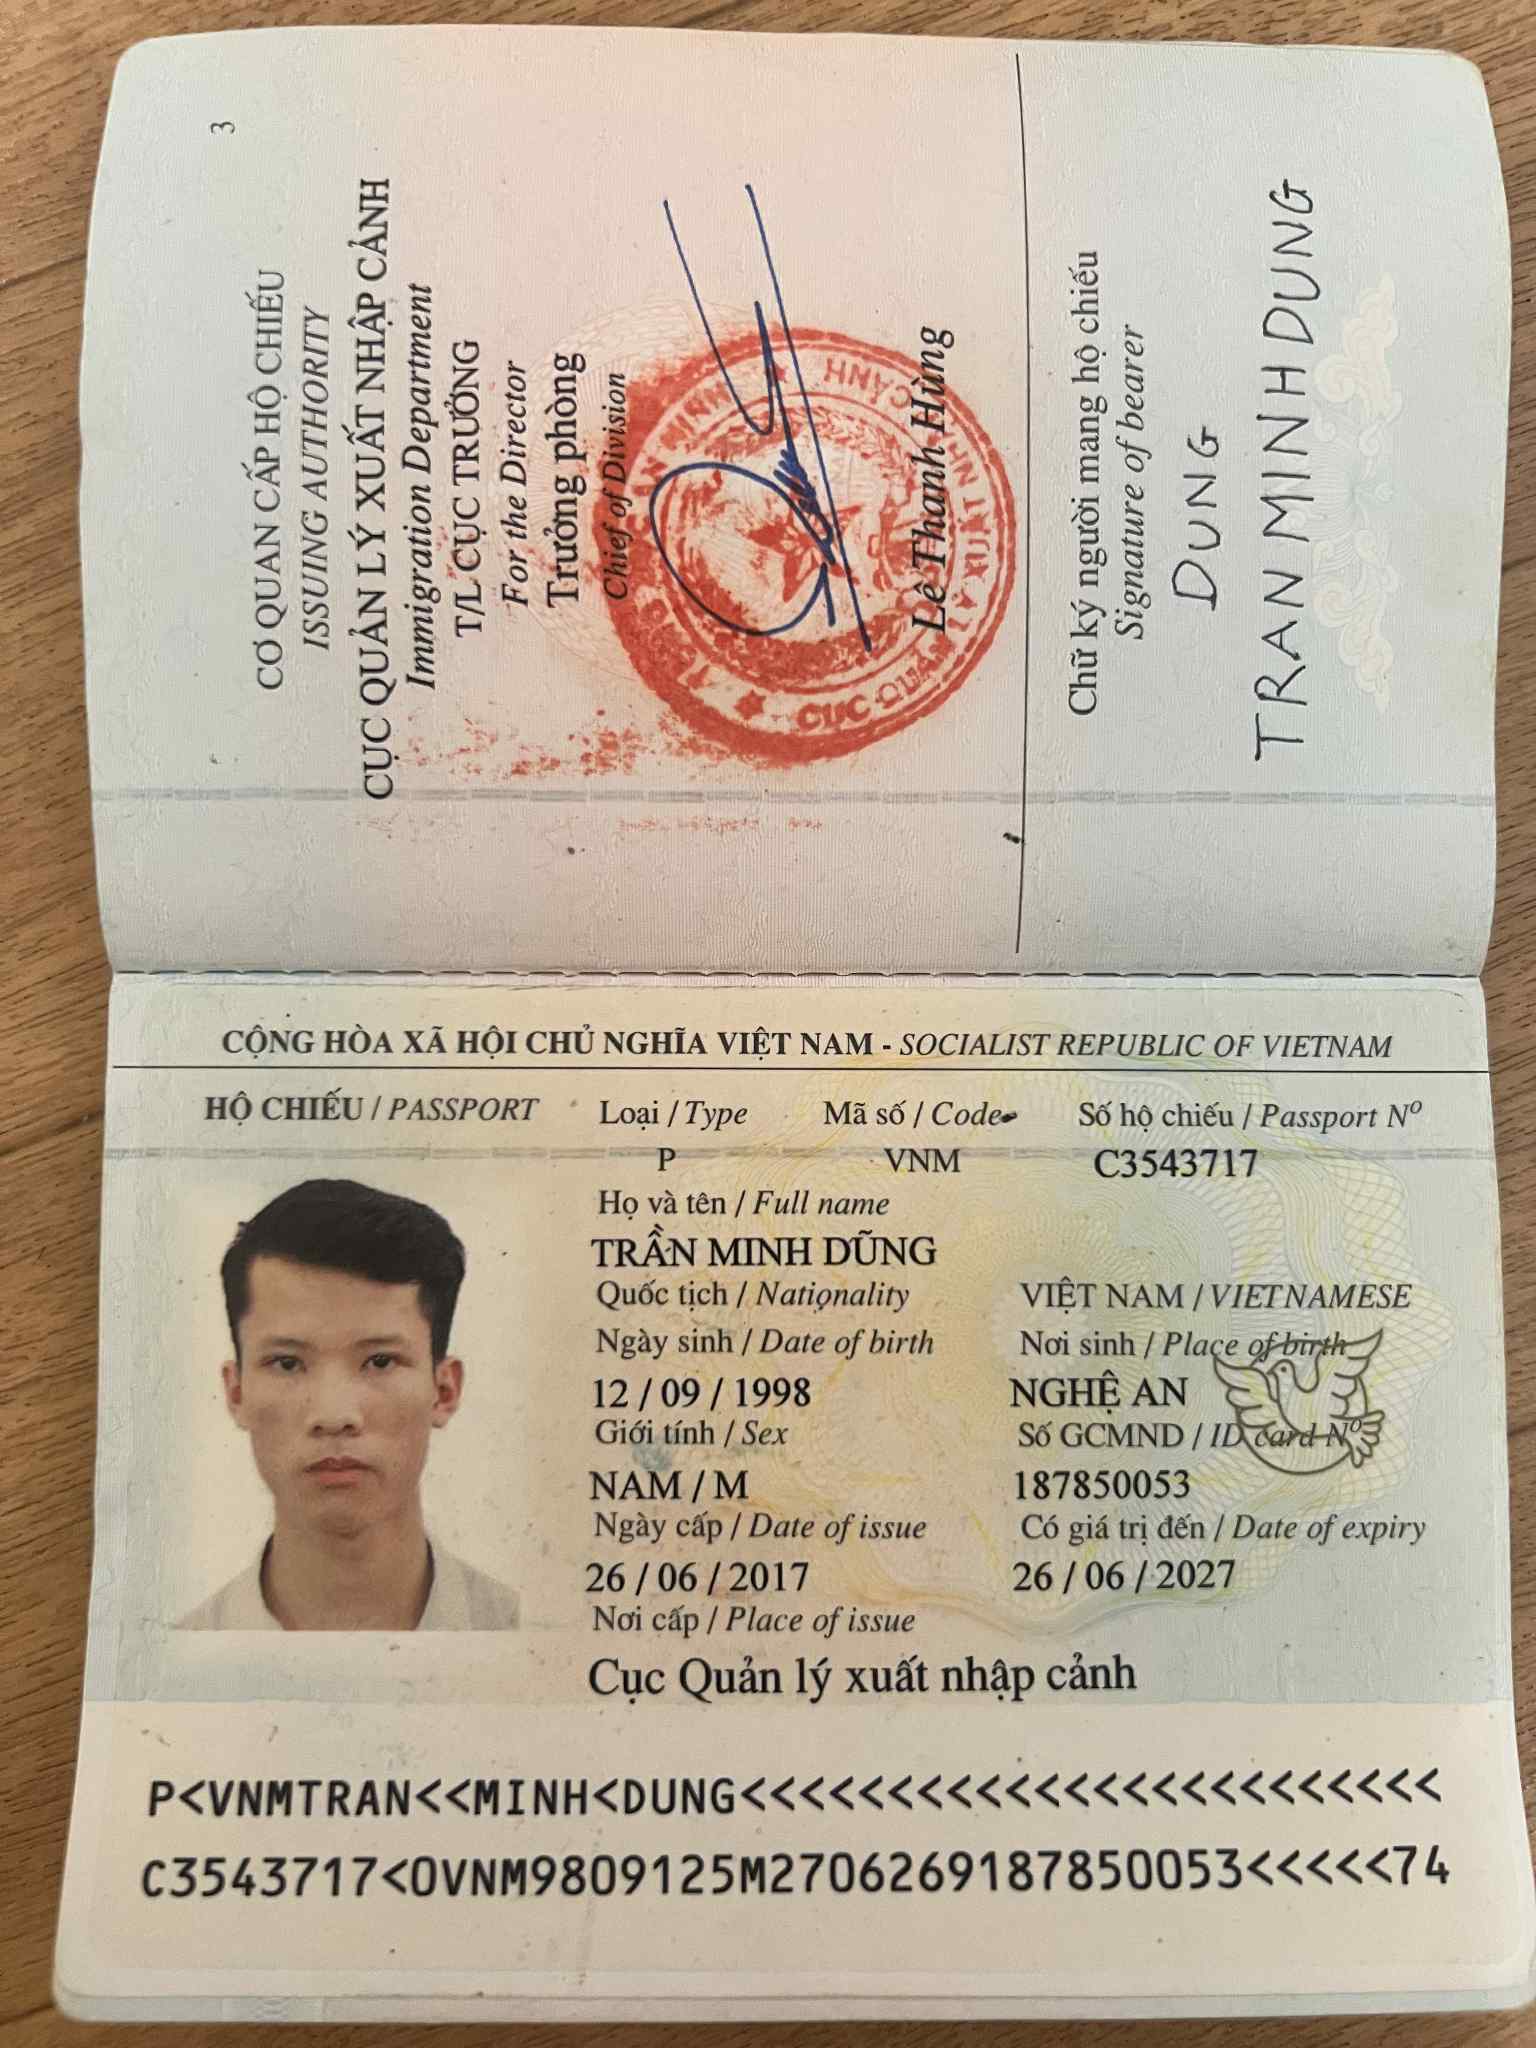 3
CƠ QUAN CẤP HỘ CHIẾU
ISSUING AUTHORITY
CỤC QUẢN LÝ XUẤT NHẬP CẢNH
Immigration Department
T/L CỤC TRƯỞNG
For the Director
Trưởng phòng
Chief of Division
CỤC QUẢN LÝ XUẤT NHẬP CẢNH
Lê Thanh Hùng
Chữ ký người mang hộ chiếu
Signature of bearer
DUNG
TRAN MINH DUNG
CỘNG HÒA XÃ HỘI CHỦ NGHĨA VIỆT NAM - SOCIALIST REPUBLIC OF VIETNAM
HỘ CHIẾU / PASSPORT Loại / Type Mã số / Code Số hộ chiếu / Passport Nº
P VNM C3543717
Họ và tên / Full name
TRẦN MINH DŨNG
Quốc tịch / Nationality VIỆT NAM / VIETNAMESE
Ngày sinh / Date of birth Nơi sinh / Place of birth
12 / 09 / 1998 NGHỆ AN
Giới tính / Sex Số GCMND / ID card Nº
NAM / M 187850053
Ngày cấp / Date of issue Có giá trị đến / Date of expiry
26 / 06 / 2017 26 / 06 / 2027
Nơi cấp / Place of issue
Cục Quản lý xuất nhập cảnh
P<VNMTRAN<<MINH<DUNG<<<<<<<<<<<<<<<<<<<<<<<<
C3543717<0VNM9809125M2706269187850053<<<<<74